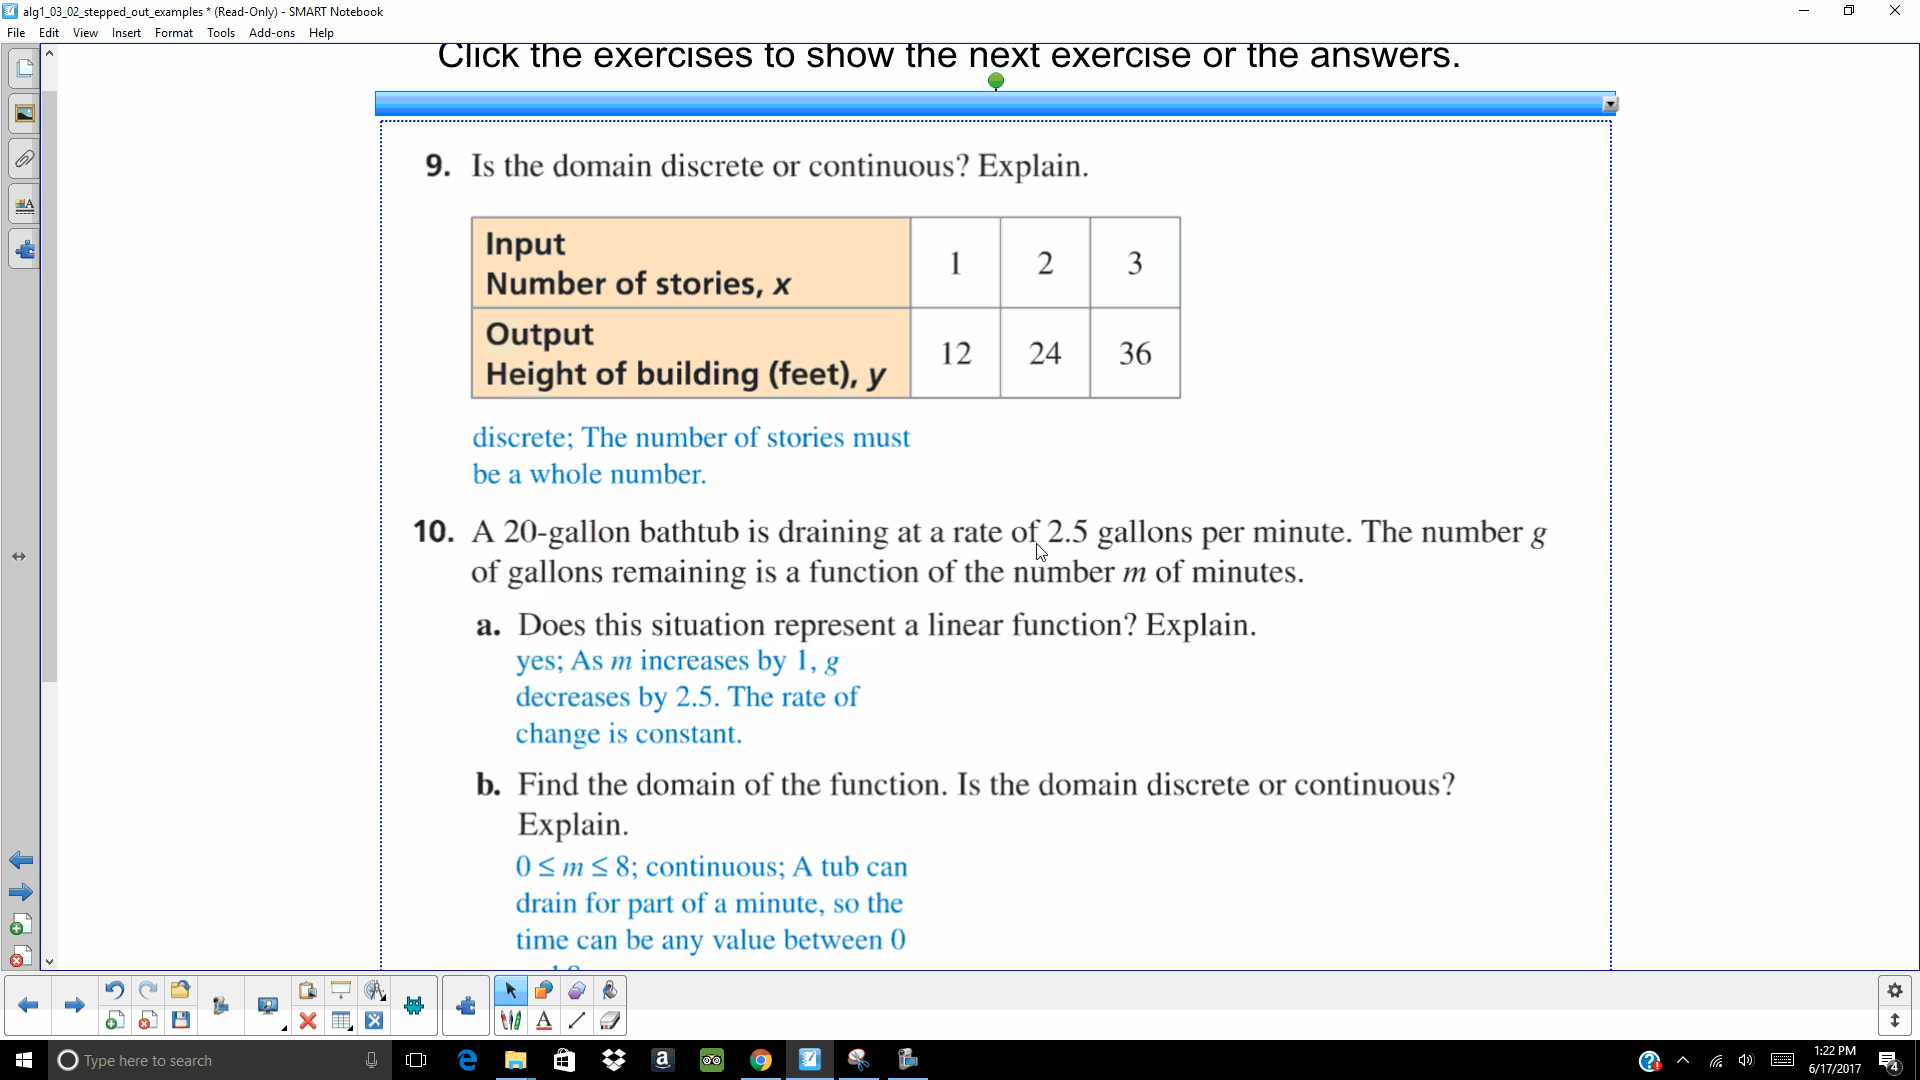 alg1_03_02_stepped_out_examples * (Read-Only) - SMART Notebook
File Edit View Insert Format Tools Add-ons Help
Click the exercises to show the next exercise or the answers.
9. Is the domain discrete or continuous? Explain.
Input
Number of stories, x
1 2 3
Output
Height of building (feet), y
12 24 36
discrete; The number of stories must
be a whole number.
10. A 20-gallon bathtub is draining at a rate of 2.5 gallons per minute. The number g
of gallons remaining is a function of the number m of minutes.
a. Does this situation represent a linear function? Explain.
yes; As m increases by 1, g
decreases by 2.5. The rate of
change is constant.
b. Find the domain of the function. Is the domain discrete or continuous?
Explain.
0 ≤ m ≤ 8; continuous; A tub can
drain for part of a minute, so the
time can be any value between 0
Type here to search
1:22 PM
6/17/2017
4